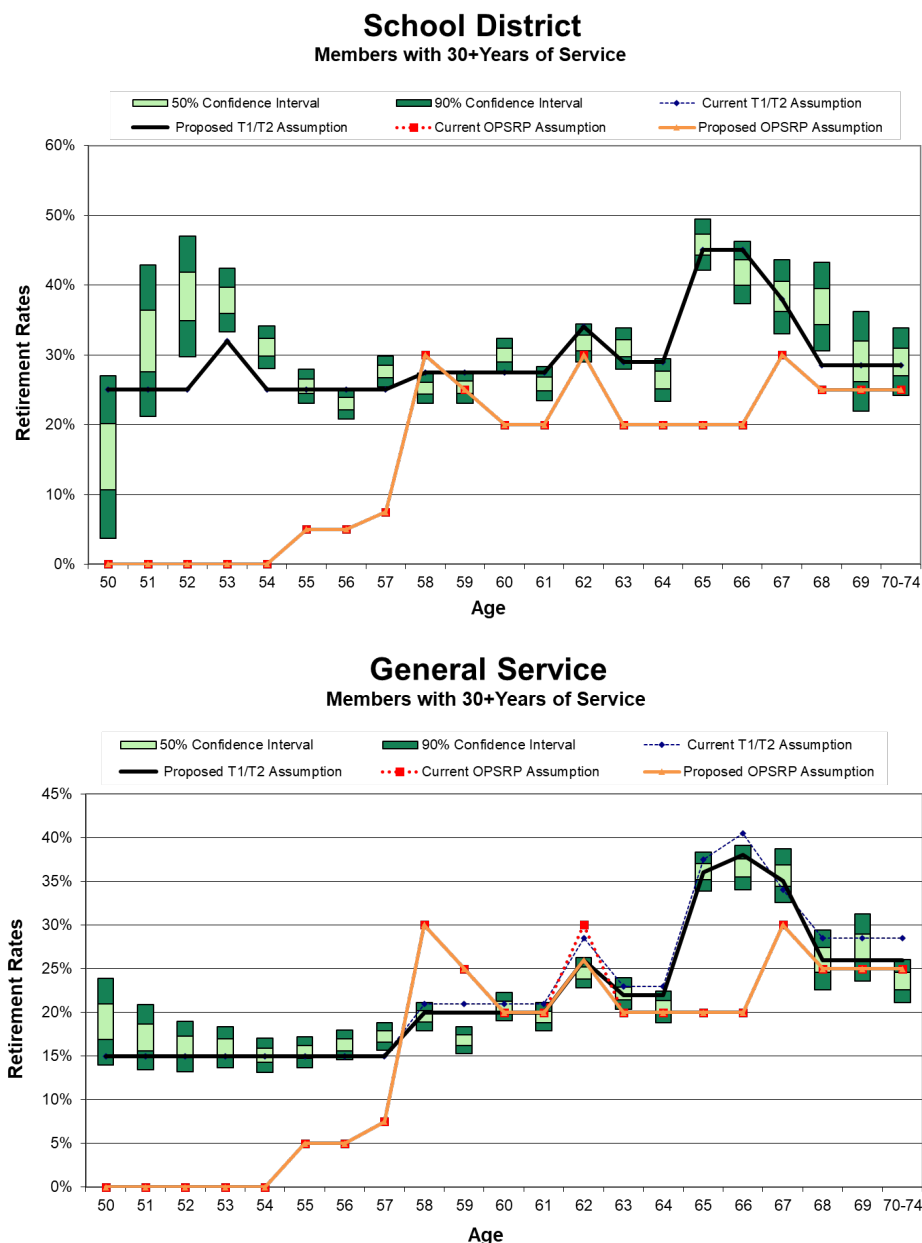 School District
Members with 30+Years of Service
50% Confidence Interval 90% Confidence Interval Current T1/T2 Assumption
Proposed T1/T2 Assumption Current OPSRP Assumption Proposed OPSRP Assumption
60%
50%
40%
30%
20%
10%
0%
Retirement Rates
50 51 52 53 54 55 56 57 58 59 60 61 62 63 64 65 66 67 68 69 70-74
Age
General Service
Members with 30+Years of Service
50% Confidence Interval 90% Confidence Interval Current T1/T2 Assumption
Proposed T1/T2 Assumption Current OPSRP Assumption Proposed OPSRP Assumption
45%
40%
35%
30%
25%
20%
15%
10%
5%
0%
Retirement Rates
50 51 52 53 54 55 56 57 58 59 60 61 62 63 64 65 66 67 68 69 70-74
Age